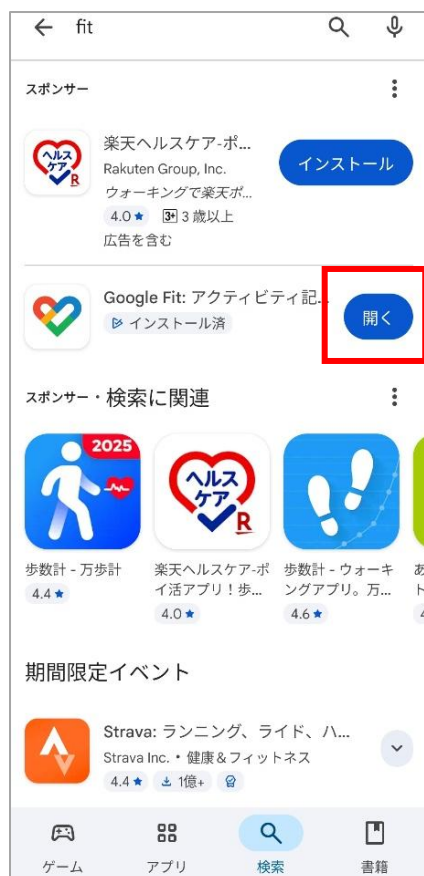 fit
スポンサー
ヘルス
ケア
R
楽天ヘルスケア-ポ...
インストール
Rakuten Group, Inc.
ウォーキングで楽天ポ...
4.0★ 3+ 3 歳以上
広告を含む
Google Fit: アクティビティ記...
インストール済
開く
スポンサー・検索に関連
2025
ヘルス
ケア
R
歩数計 - 万歩計
4.4★
楽天ヘルスケア-ポ
イ活アプリ！歩...
4.0★
歩数計 - ウォーキ
ングアプリ。万...
4.6★
あ
ト
4
期間限定イベント
Strava: ランニング、ライド、ハ...
Strava Inc.・健康＆フィットネス
4.4★ 1億+
ゲーム
アプリ
検索
書籍